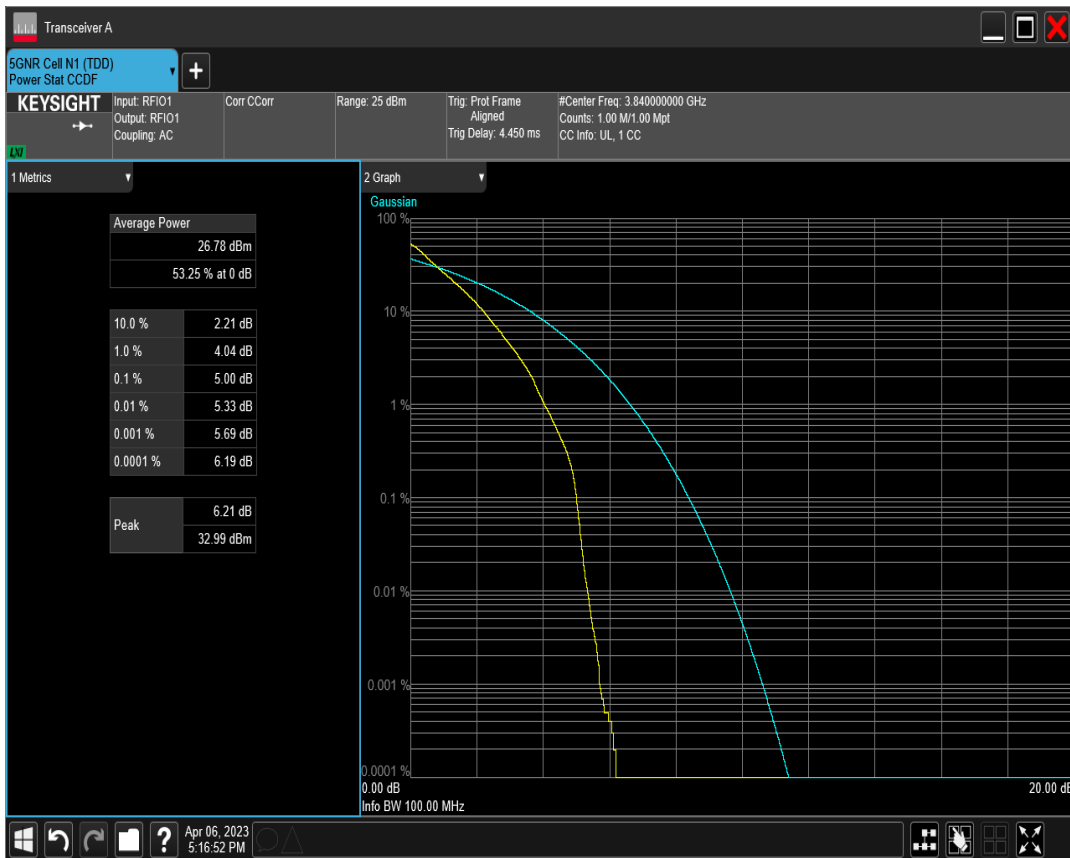 Transceiver A
5GNR Cell N1 (TDD)
Power Stat CCDF
KEYSIGHT
LXI
Input: RFIO1
Output: RFIO1
Coupling: AC
Corr CCorr
Range: 25 dBm
Trig: Prot Frame
Aligned
Trig Delay: 4.450 ms
#Center Freq: 3.840000000 GHz
Counts: 1.00 M/1.00 Mpt
CC Info: UL, 1 CC
1 Metrics
Average Power
26.78 dBm
53.25 % at 0 dB
10.0 % 2.21 dB
1.0 % 4.04 dB
0.1 % 5.00 dB
0.01 % 5.33 dB
0.001 % 5.69 dB
0.0001 % 6.19 dB
Peak 6.21 dB
32.99 dBm
2 Graph
Gaussian
100 %
10 %
1 %
0.1 %
0.01 %
0.001 %
0.0001 %
0.00 dB 20.00 dB
Info BW 100.00 MHz
Apr 06, 2023
5:16:52 PM